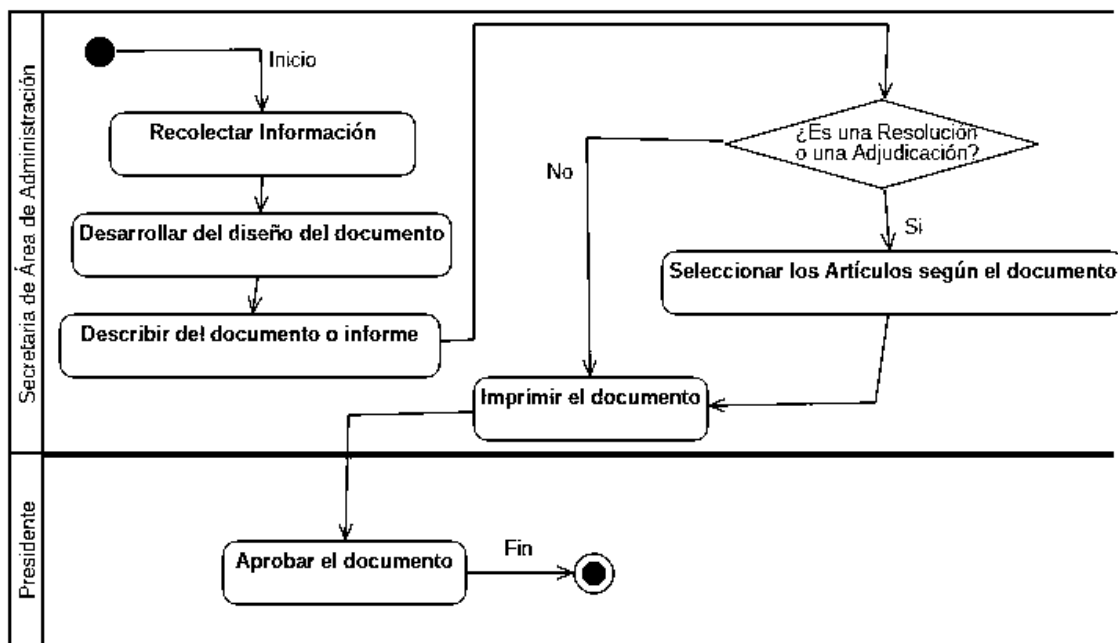 Secretaria de Área de Administración
Inicio
Recolectar Información
Desarrollar del diseño del documento
Describir del documento o informe
¿Es una Resolución
o una Adjudicación?
No
Si
Seleccionar los Artículos según el documento
Imprimir el documento
Presidente
Aprobar el documento
Fin